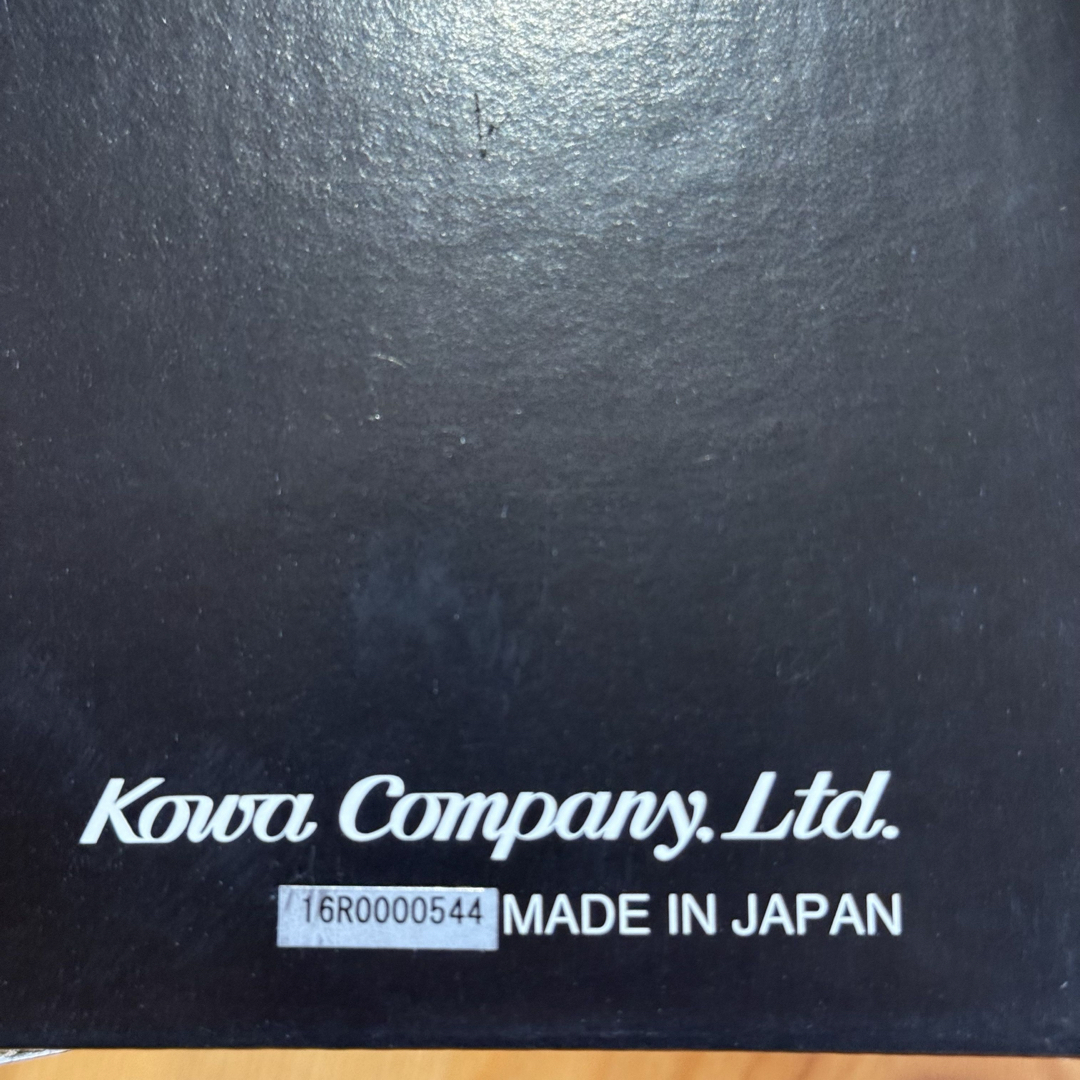 Kowa Company, Ltd.
16R0000544 MADE IN JAPAN